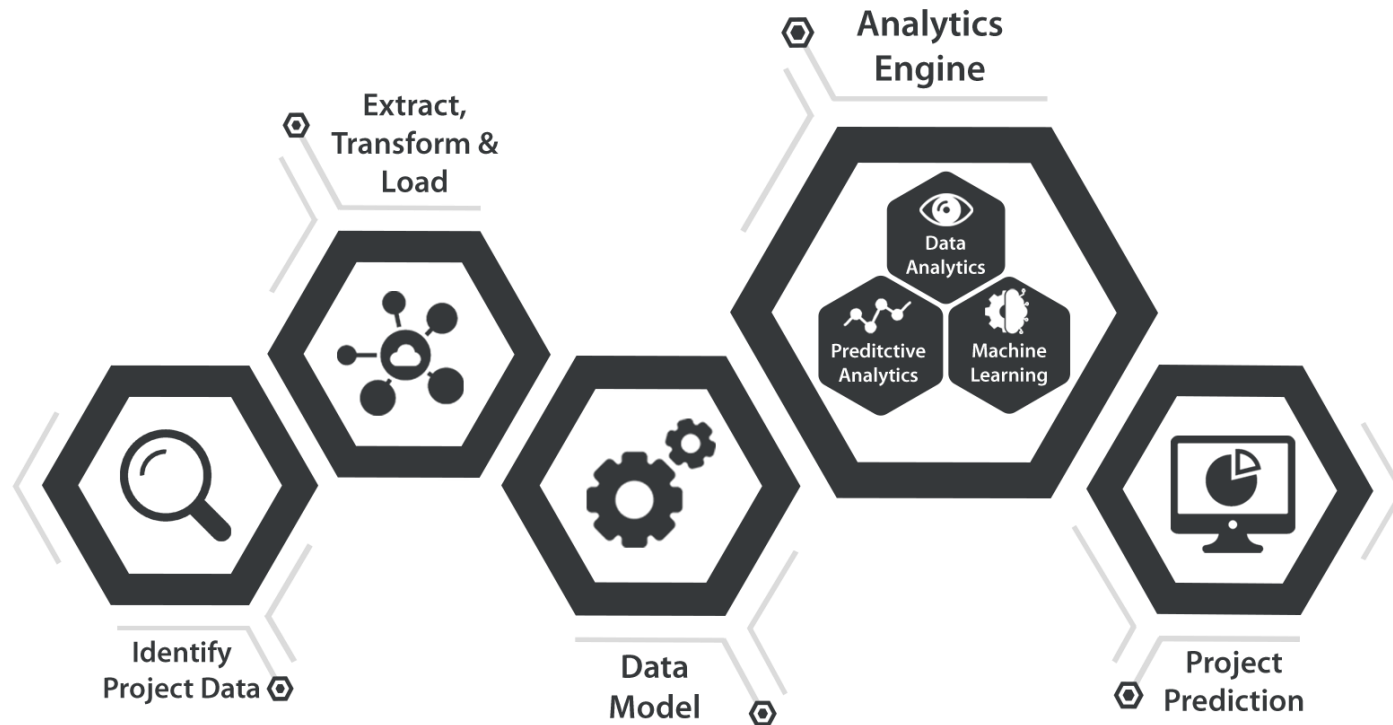 Identify
Project Data
Extract,
Transform &
Load
Data
Model
Analytics
Engine
Data
Analytics
Preditctive
Analytics
Machine
Learning
Project
Prediction